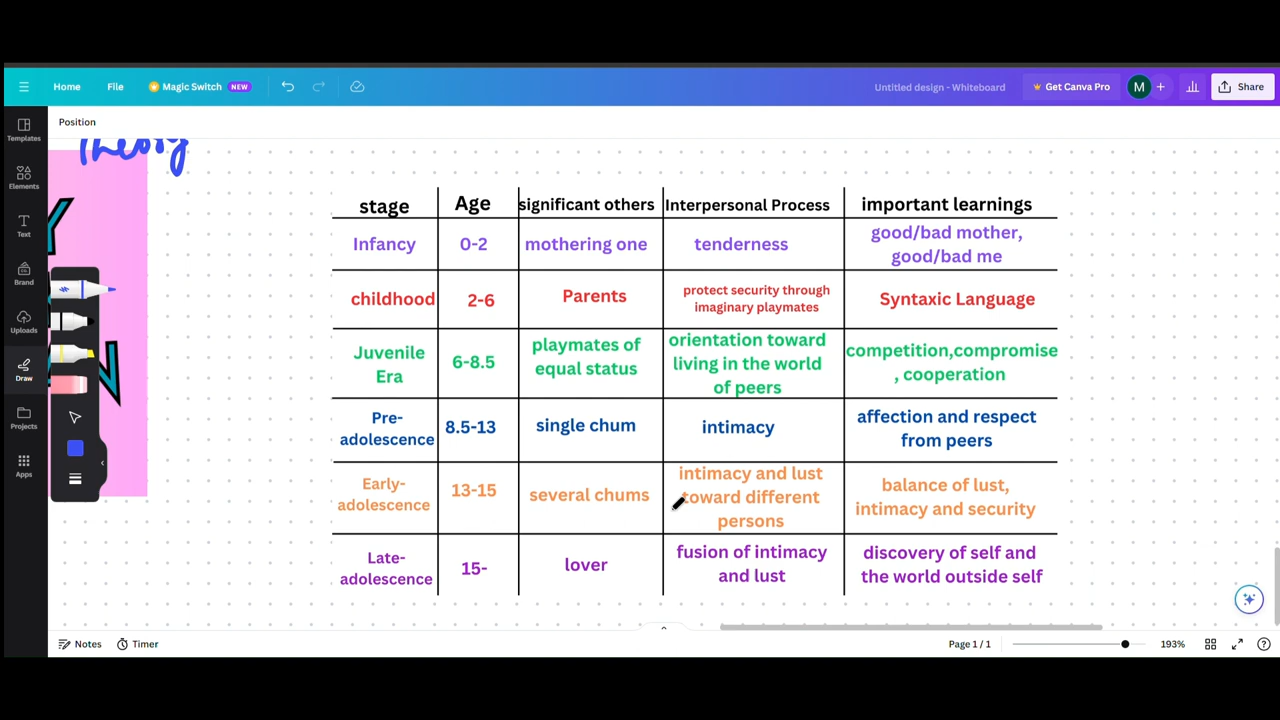 Home
File
Magic Switch NEW
Untitled design - Whiteboard
Get Canva Pro
M
+
Share
Position
Templates
Elements
Text
Brand
Uploads
Draw
Projects
Apps
Theory
stage Age significant others Interpersonal Process important learnings
Infancy 0-2 mothering one tenderness
good/bad mother,
good/bad me
childhood 2-6 Parents
protect security through
imaginary playmates
Syntaxic Language
Juvenile
Era
6-8.5
playmates of
equal status
orientation toward
living in the world
of peers
competition,compromise
, cooperation
Pre-
adolescence
8.5-13
single chum
intimacy
affection and respect
from peers
Early-
adolescence
13-15
several chums
intimacy and lust
toward different
persons
balance of lust,
intimacy and security
Late-
adolescence
15-
lover
fusion of intimacy
and lust
discovery of self and
the world outside self
Notes
Timer
Page 1 / 1
193%